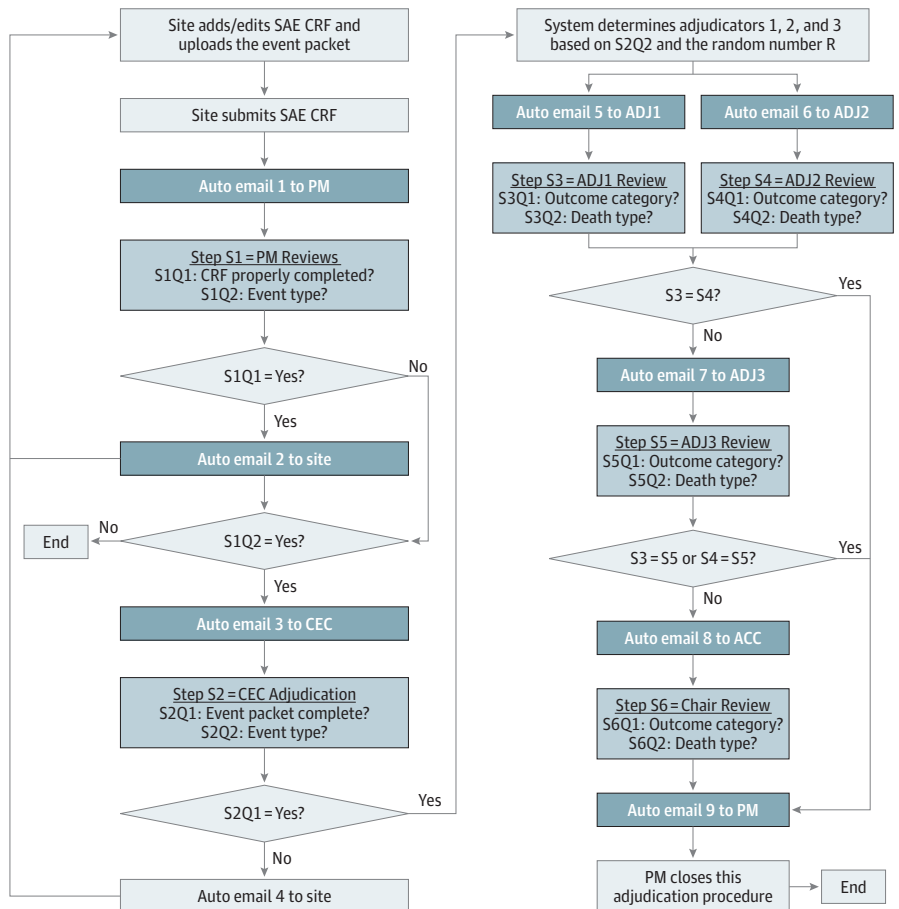 Site adds/edits SAE CRF and
uploads the event packet
Site submits SAE CRF
Auto email 1 to PM
Step S1 = PM Reviews
S1Q1: CRF properly completed?
S1Q2: Event type?
S1Q1 = Yes?
No
Yes
Auto email 2 to site
S1Q2 = Yes?
No
End
Yes
Auto email 3 to CEC
Step S2 = CEC Adjudication
S2Q1: Event packet complete?
S2Q2: Event type?
S2Q1 = Yes?
Yes
No
Auto email 4 to site
System determines adjudicators 1, 2, and 3
based on S2Q2 and the random number R
Auto email 5 to ADJ1
Auto email 6 to ADJ2
Step S3 = ADJ1 Review
S3Q1: Outcome category?
S3Q2: Death type?
Step S4 = ADJ2 Review
S4Q1: Outcome category?
S4Q2: Death type?
S3 = S4?
Yes
No
Auto email 7 to ADJ3
Step S5 = ADJ3 Review
S5Q1: Outcome category?
S5Q2: Death type?
S3 = S5 or S4 = S5?
Yes
No
Auto email 8 to ACC
Step S6 = Chair Review
S6Q1: Outcome category?
S6Q2: Death type?
Auto email 9 to PM
PM closes this
adjudication procedure
End